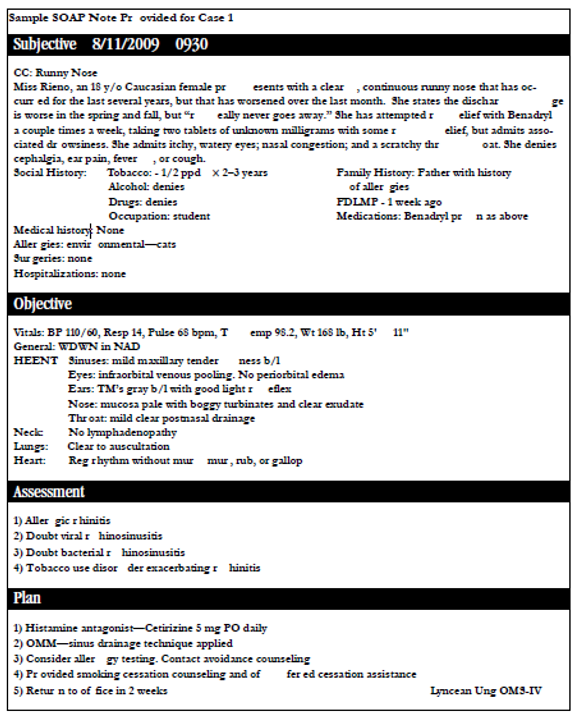 Sample SOAP Note Pr ovided for Case 1
Subjective 8/11/2009 0930
CC: Runny Nose
Miss Rieno, an 18 y/o Caucasian female pr esents with a clear , continuous runny nose that has oc-
curr ed for the last several years, but that has worsened over the last month. She states the dischar ge
is worse in the spring and fall, but “r eally never goes away.” She has attempted r elief with Benadryl
a couple times a week, taking two tablets of unknown milligrams with some r elief, but admits asso-
ciated dr owsiness. She admits itchy, watery eyes; nasal congestion; and a scratchy thr oat. She denies
cephalgia, ear pain, fever , or cough.
Social History: Tobacco: - 1/2 ppd × 2–3 years Family History: Father with history
Alcohol: denies of aller gies
Drugs: denies FDLMP - 1 week ago
Occupation: student Medications: Benadryl pr n as above
Medical history: None
Aller gies: envir onmental—cats
Sur geries: none
Hospitalizations: none
Objective
Vitals: BP 110/60, Resp 14, Pulse 68 bpm, T emp 98.2, Wt 168 lb, Ht 5' 11"
General: WDWN in NAD
HEENT Sinuses: mild maxillary tender ness b/l
Eyes: infraorbital venous pooling. No periorbital edema
Ears: TM’s gray b/l with good light r eflex
Nose: mucosa pale with boggy turbinates and clear exudate
Thr oat: mild clear postnasal drainage
Neck: No lymphadenopathy
Lungs: Clear to auscultation
Heart: Reg r hythm without mur mur , rub, or gallop
Assessment
1) Aller gic r hinitis
2) Doubt viral r hinosinusitis
3) Doubt bacterial r hinosinusitis
4) Tobacco use disor der exacerbating r hinitis
Plan
1) Histamine antagonist—Cetirizine 5 mg PO daily
2) OMM—sinus drainage technique applied
3) Consider aller gy testing. Contact avoidance counseling
4) Pr ovided smoking cessation counseling and of fer ed cessation assistance
5) Retur n to of fice in 2 weeks Lyncean Ung OMS-IV